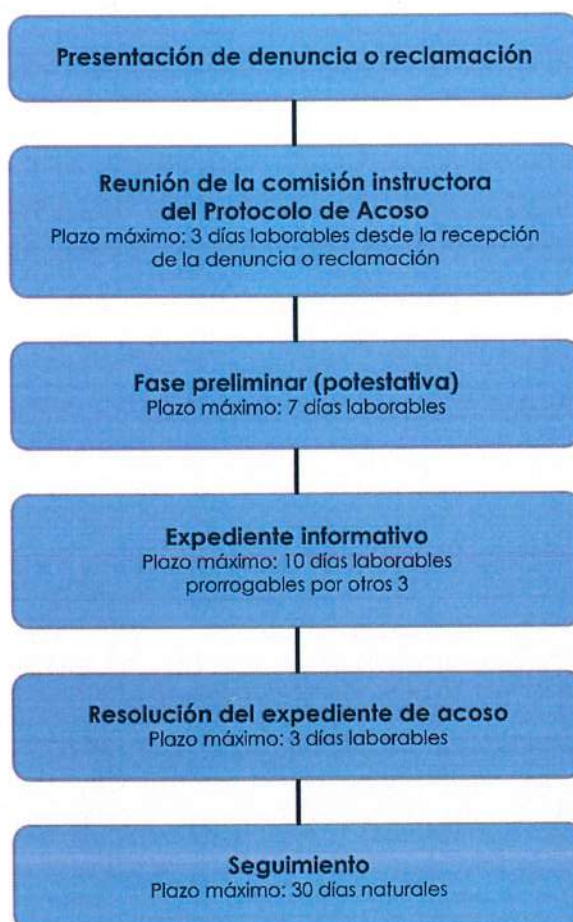 Presentación de denuncia o reclamación
Reunión de la comisión instructora
del Protocolo de Acoso
Plazo máximo: 3 días laborables desde la recepción
de la denuncia o reclamación
Fase preliminar (potestativa)
Plazo máximo: 7 días laborables
Expediente informativo
Plazo máximo: 10 días laborables
prorrogables por otros 3
Resolución del expediente de acoso
Plazo máximo: 3 días laborables
Seguimiento
Plazo máximo: 30 días naturales